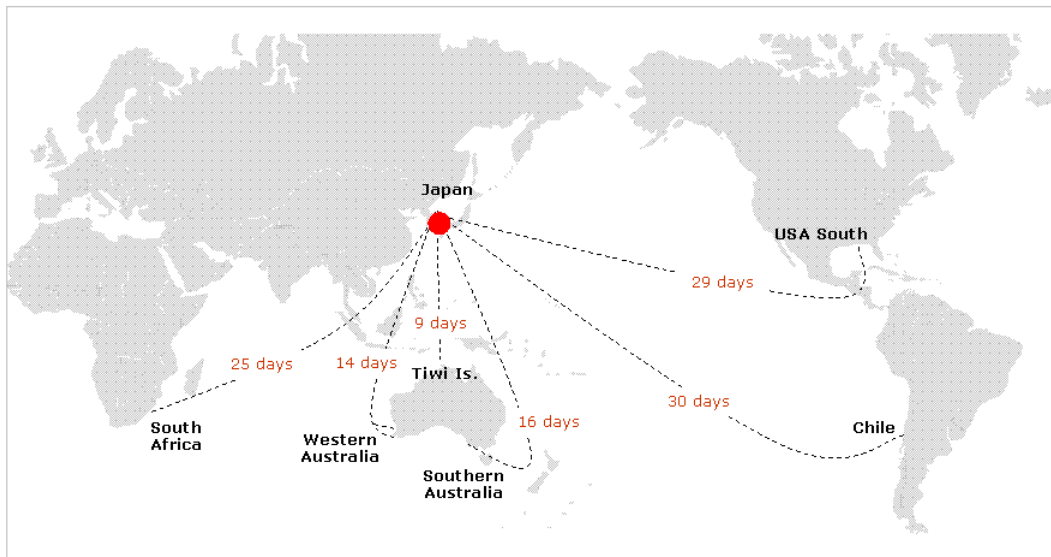 Japan
USA South
29 days
9 days
25 days
14 days
Tiwi Is.
30 days
16 days
South
Africa
Chile
Western
Australia
Southern
Australia